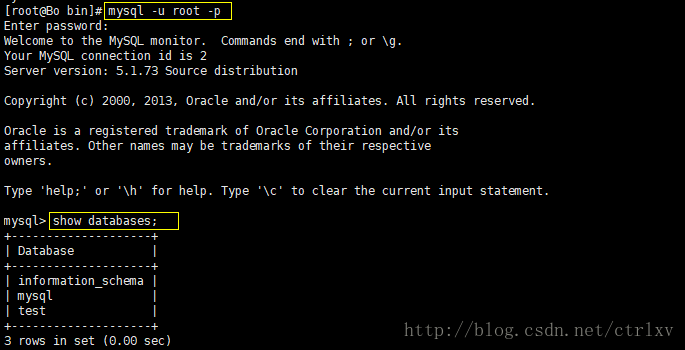 [root@Bo bin]# mysql -u root -p
Enter password:
Welcome to the MySQL monitor.  Commands end with ; or \g.
Your MySQL connection id is 2
Server version: 5.1.73 Source distribution
Copyright (c) 2000, 2013, Oracle and/or its affiliates. All rights reserved.
Oracle is a registered trademark of Oracle Corporation and/or its
affiliates. Other names may be trademarks of their respective
owners.
Type 'help;' or '\h' for help. Type '\c' to clear the current input statement.
mysql> show databases;
+--------------------+
| Database           |
+--------------------+
| information_schema |
| mysql              |
| test               |
+--------------------+
3 rows in set (0.00 sec)
http://blog.csdn.net/ctrlxv